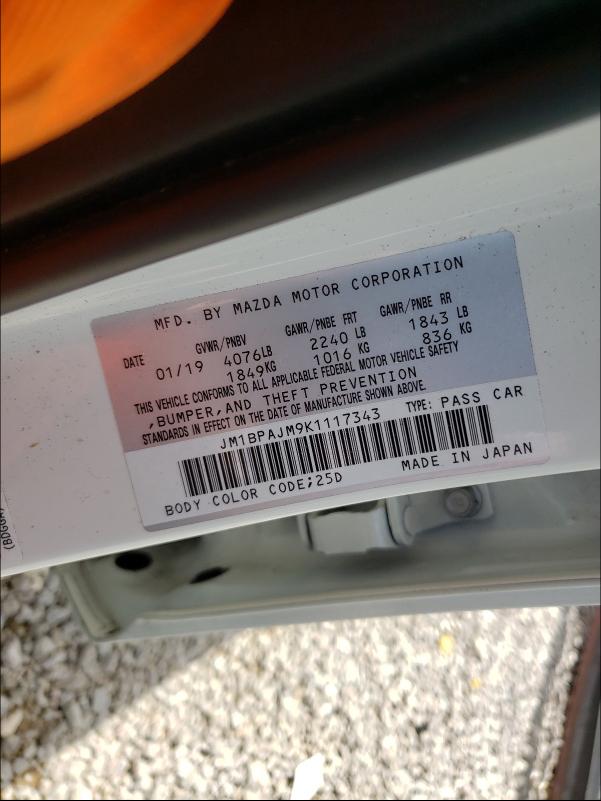 MFD. BY MAZDA MOTOR CORPORATION
DATE GVWR/PNBV GAWR/PNBE FRT GAWR/PNBE RR
01/19 4076LB 2240 LB 1843 LB
1849KG 1016 KG 836 KG
THIS VEHICLE CONFORMS TO ALL APPLICABLE FEDERAL MOTOR VEHICLE SAFETY
,BUMPER,AND THEFT PREVENTION
STANDARDS IN EFFECT ON THE DATE OF MANUFACTURE SHOWN ABOVE.
JM1BPAJM9K1117343 TYPE: PASS CAR
BODY COLOR CODE;25D MADE IN JAPAN